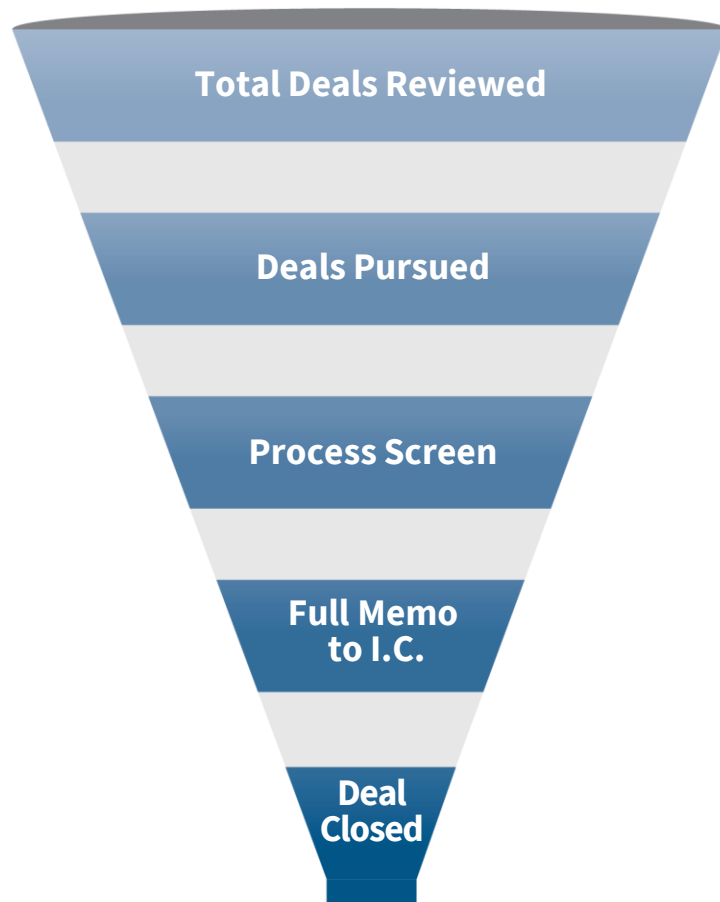 Total Deals Reviewed
Deals Pursued
Process Screen
Full Memo
to I.C.
Deal
Closed